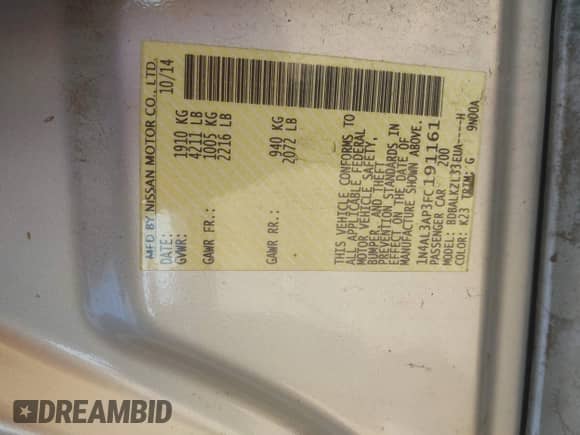 MFD BY NISSAN MOTOR CO., LTD.
DATE: 10/14
GVWR: 1910 KG
4211 LB
GAWR FR: 1005 KG
2216 LB
GAWR RR: 940 KG
2072 LB
THIS VEHICLE CONFORMS TO
ALL APPLICABLE FEDERAL
MOTOR VEHICLE SAFETY,
BUMPER, AND THEFT
PREVENTION STANDARDS IN
EFFECT ON THE DATE OF
MANUFACTURE SHOWN ABOVE.
1N4AL3AP3FC191161
PASSENGER CAR 200
MODEL: BDBALKZL33EUA----H
COLOR: K23 TRIM: G 9N00A
DREAMBID